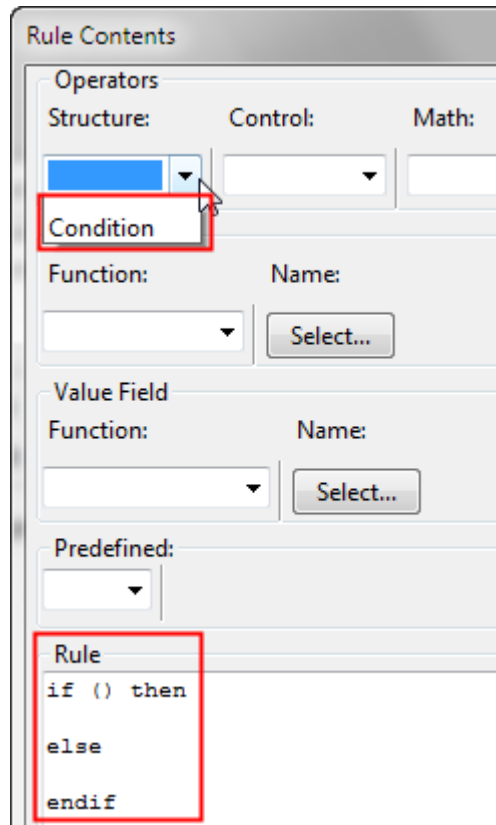 Rule Contents
Operators
Structure: Control: Math:
Condition
Function: Name:
Select...
Value Field
Function: Name:
Select...
Predefined:
Rule
if () then
else
endif